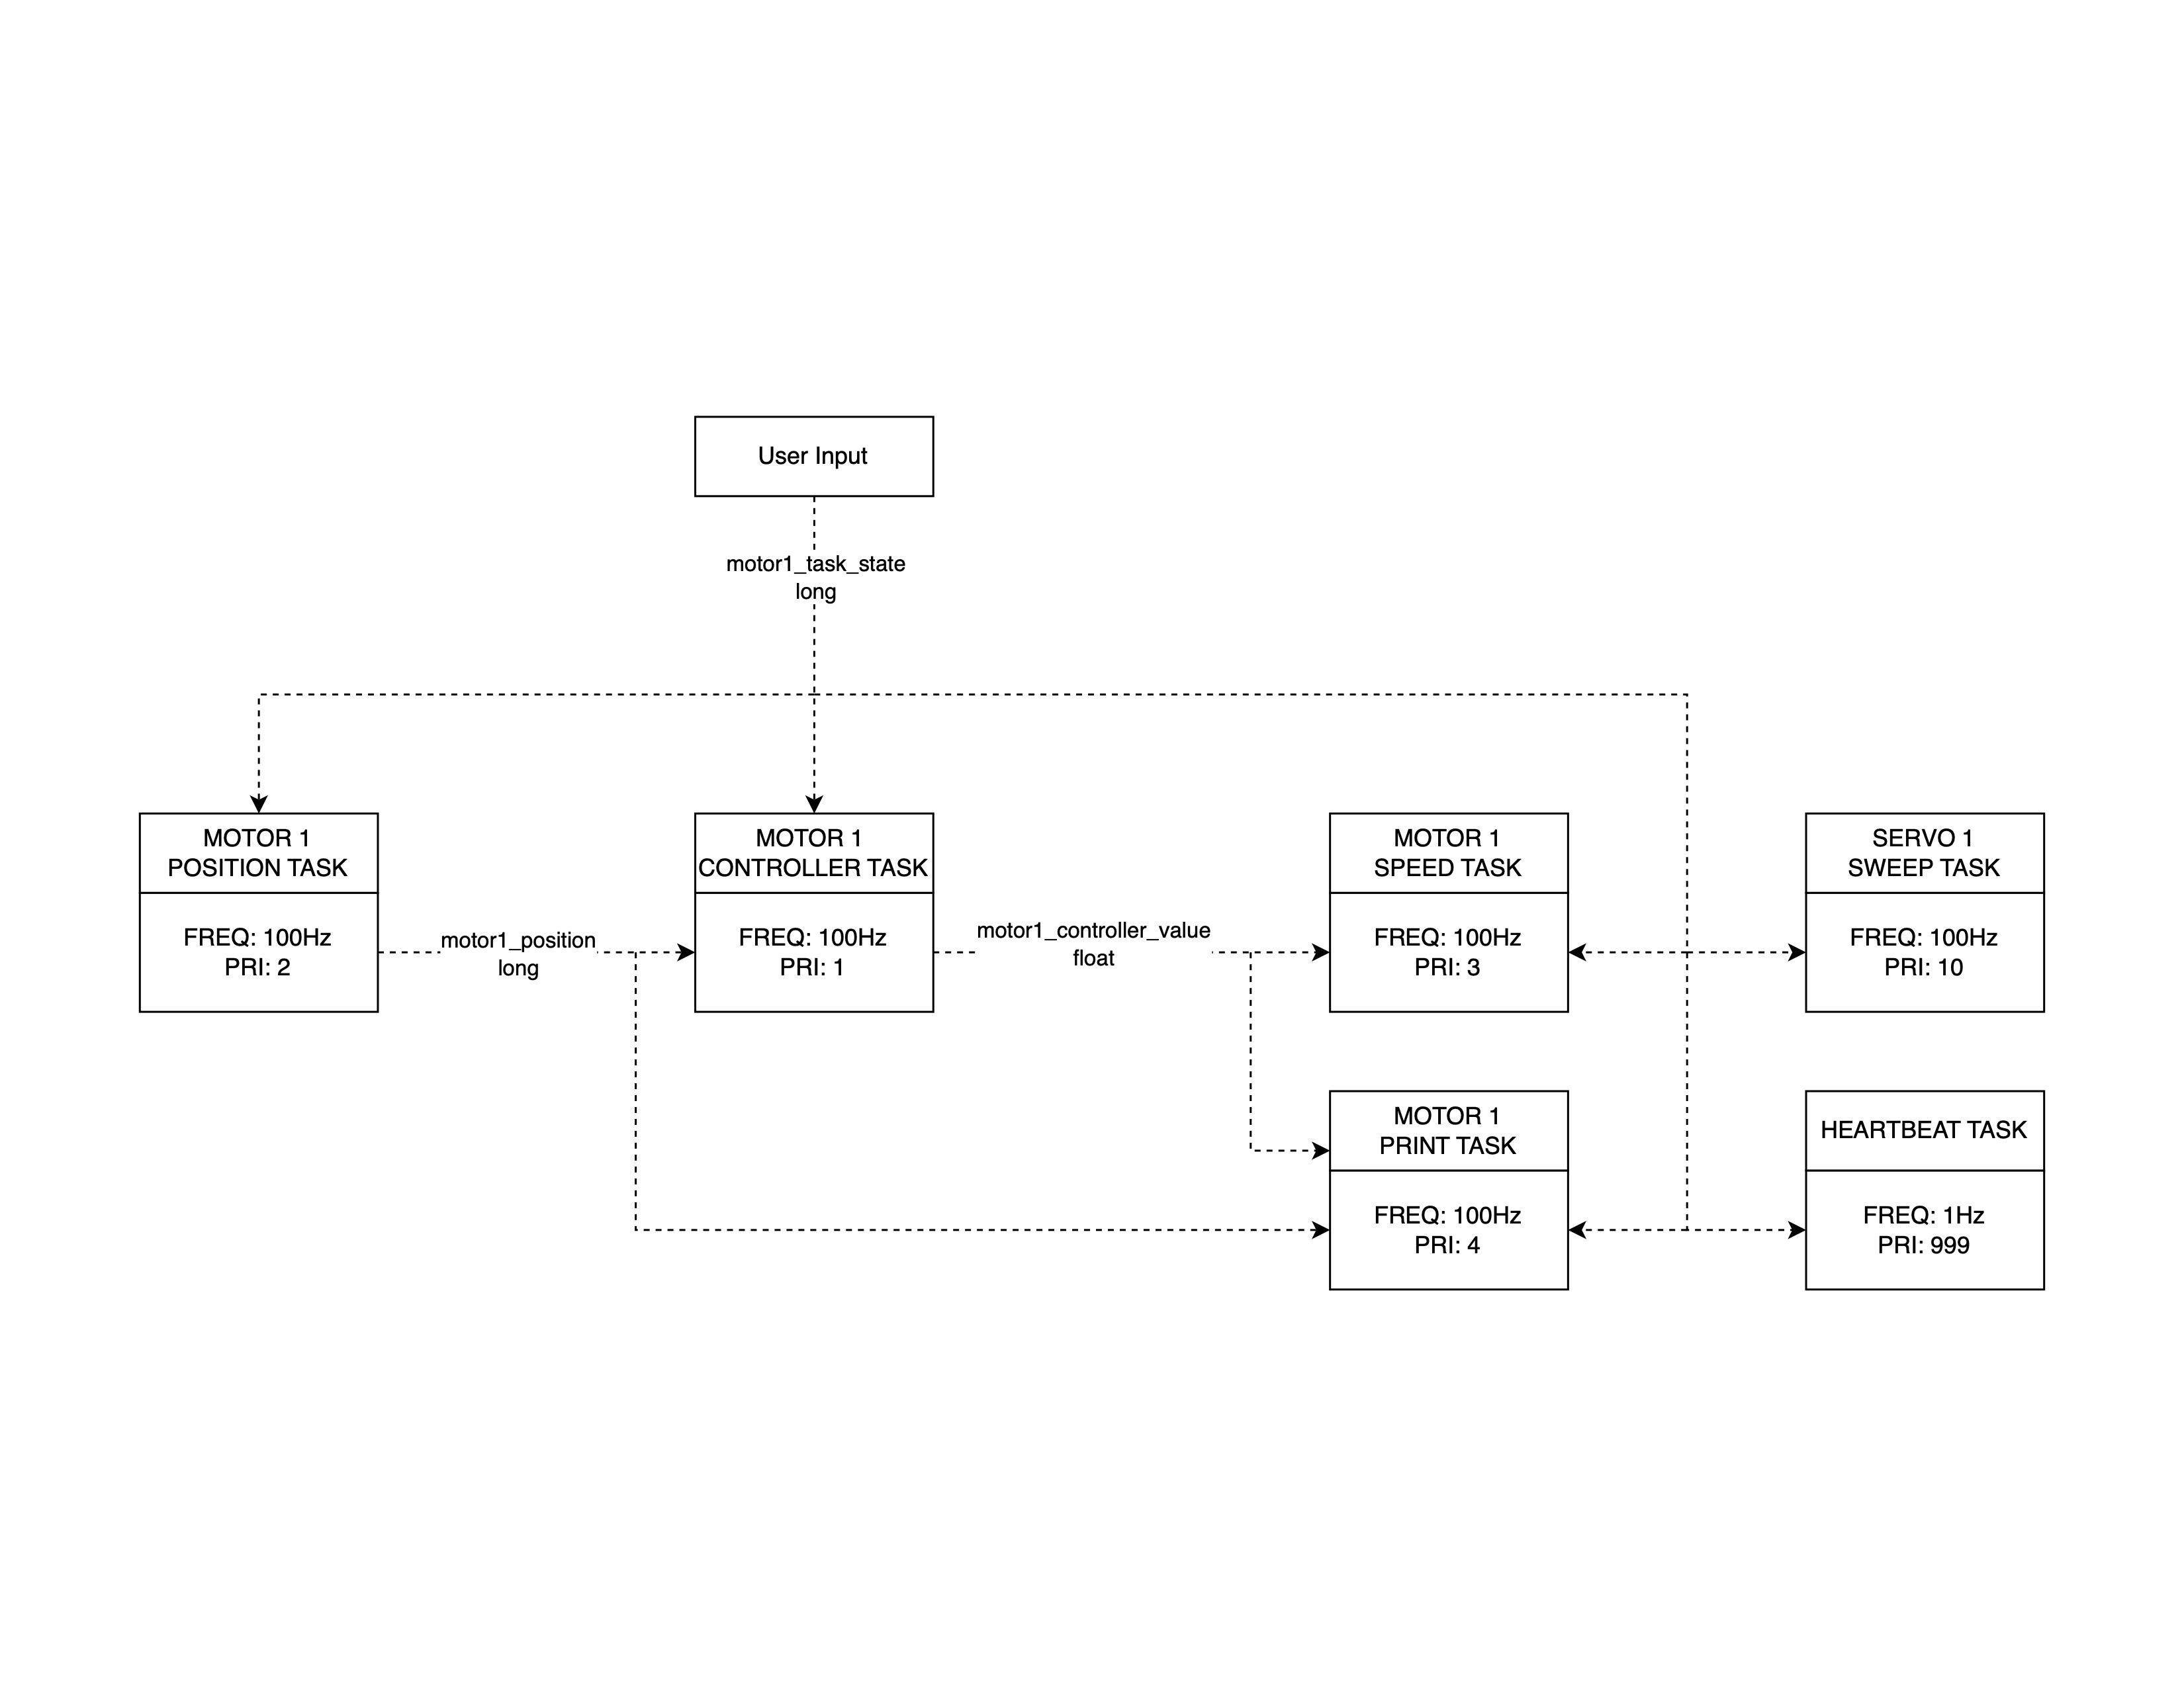 User Input
motor1_task_state
long
MOTOR 1
POSITION TASK
FREQ: 100Hz
PRI: 2
motor1_position
long
MOTOR 1
CONTROLLER TASK
FREQ: 100Hz
PRI: 1
motor1_controller_value
float
MOTOR 1
SPEED TASK
FREQ: 100Hz
PRI: 3
SERVO 1
SWEEP TASK
FREQ: 100Hz
PRI: 10
MOTOR 1
PRINT TASK
FREQ: 100Hz
PRI: 4
HEARTBEAT TASK
FREQ: 1Hz
PRI: 999